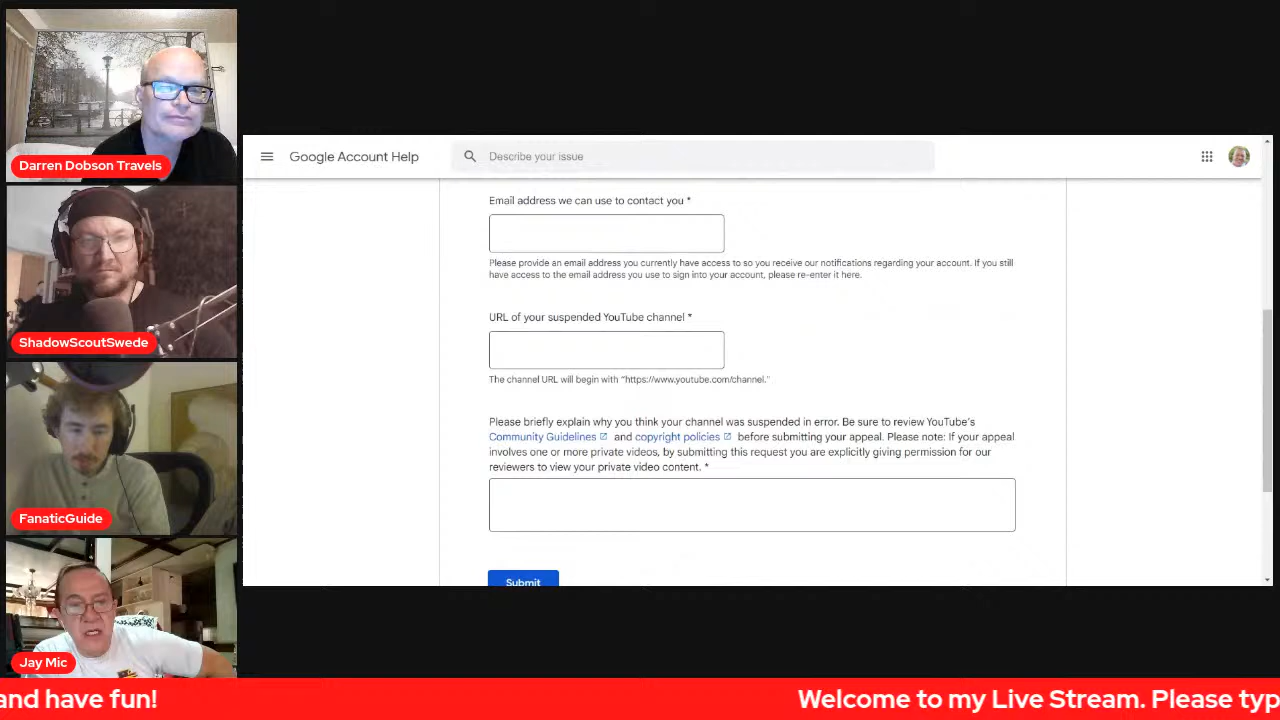 Darren Dobson Travels
ShadowScoutSwede
FanaticGuide
Jay Mic
Google Account Help
Describe your issue
Email address we can use to contact you *
Please provide an email address you currently have access to so you receive our notifications regarding your account. If you still
have access to the email address you use to sign into your account, please re-enter it here.
URL of your suspended YouTube channel *
The channel URL will begin with "https://www.youtube.com/channel."
Please briefly explain why you think your channel was suspended in error. Be sure to review YouTube's
Community Guidelines and copyright policies before submitting your appeal. Please note: If your appeal
involves one or more private videos, by submitting this request you are explicitly giving permission for our
reviewers to view your private video content. *
Submit
and have fun!
Welcome to my Live Stream. Please typ